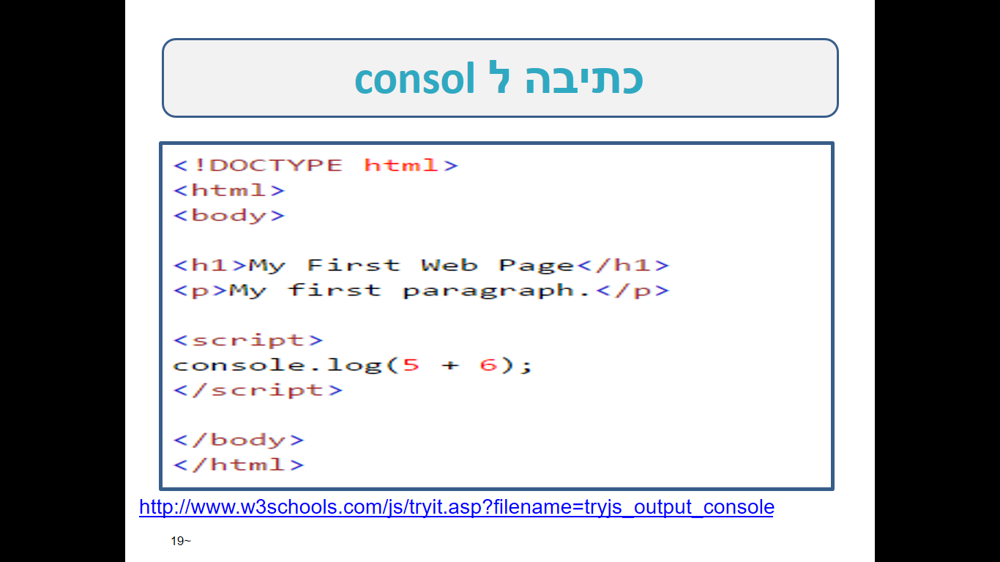 כתיבה ל consol
<!DOCTYPE html>
<html>
<body>
<h1>My First Web Page</h1>
<p>My first paragraph.</p>
<script>
console.log(5 + 6);
</script>
</body>
</html>
http://www.w3schools.com/js/tryit.asp?filename=tryjs_output_console
19~